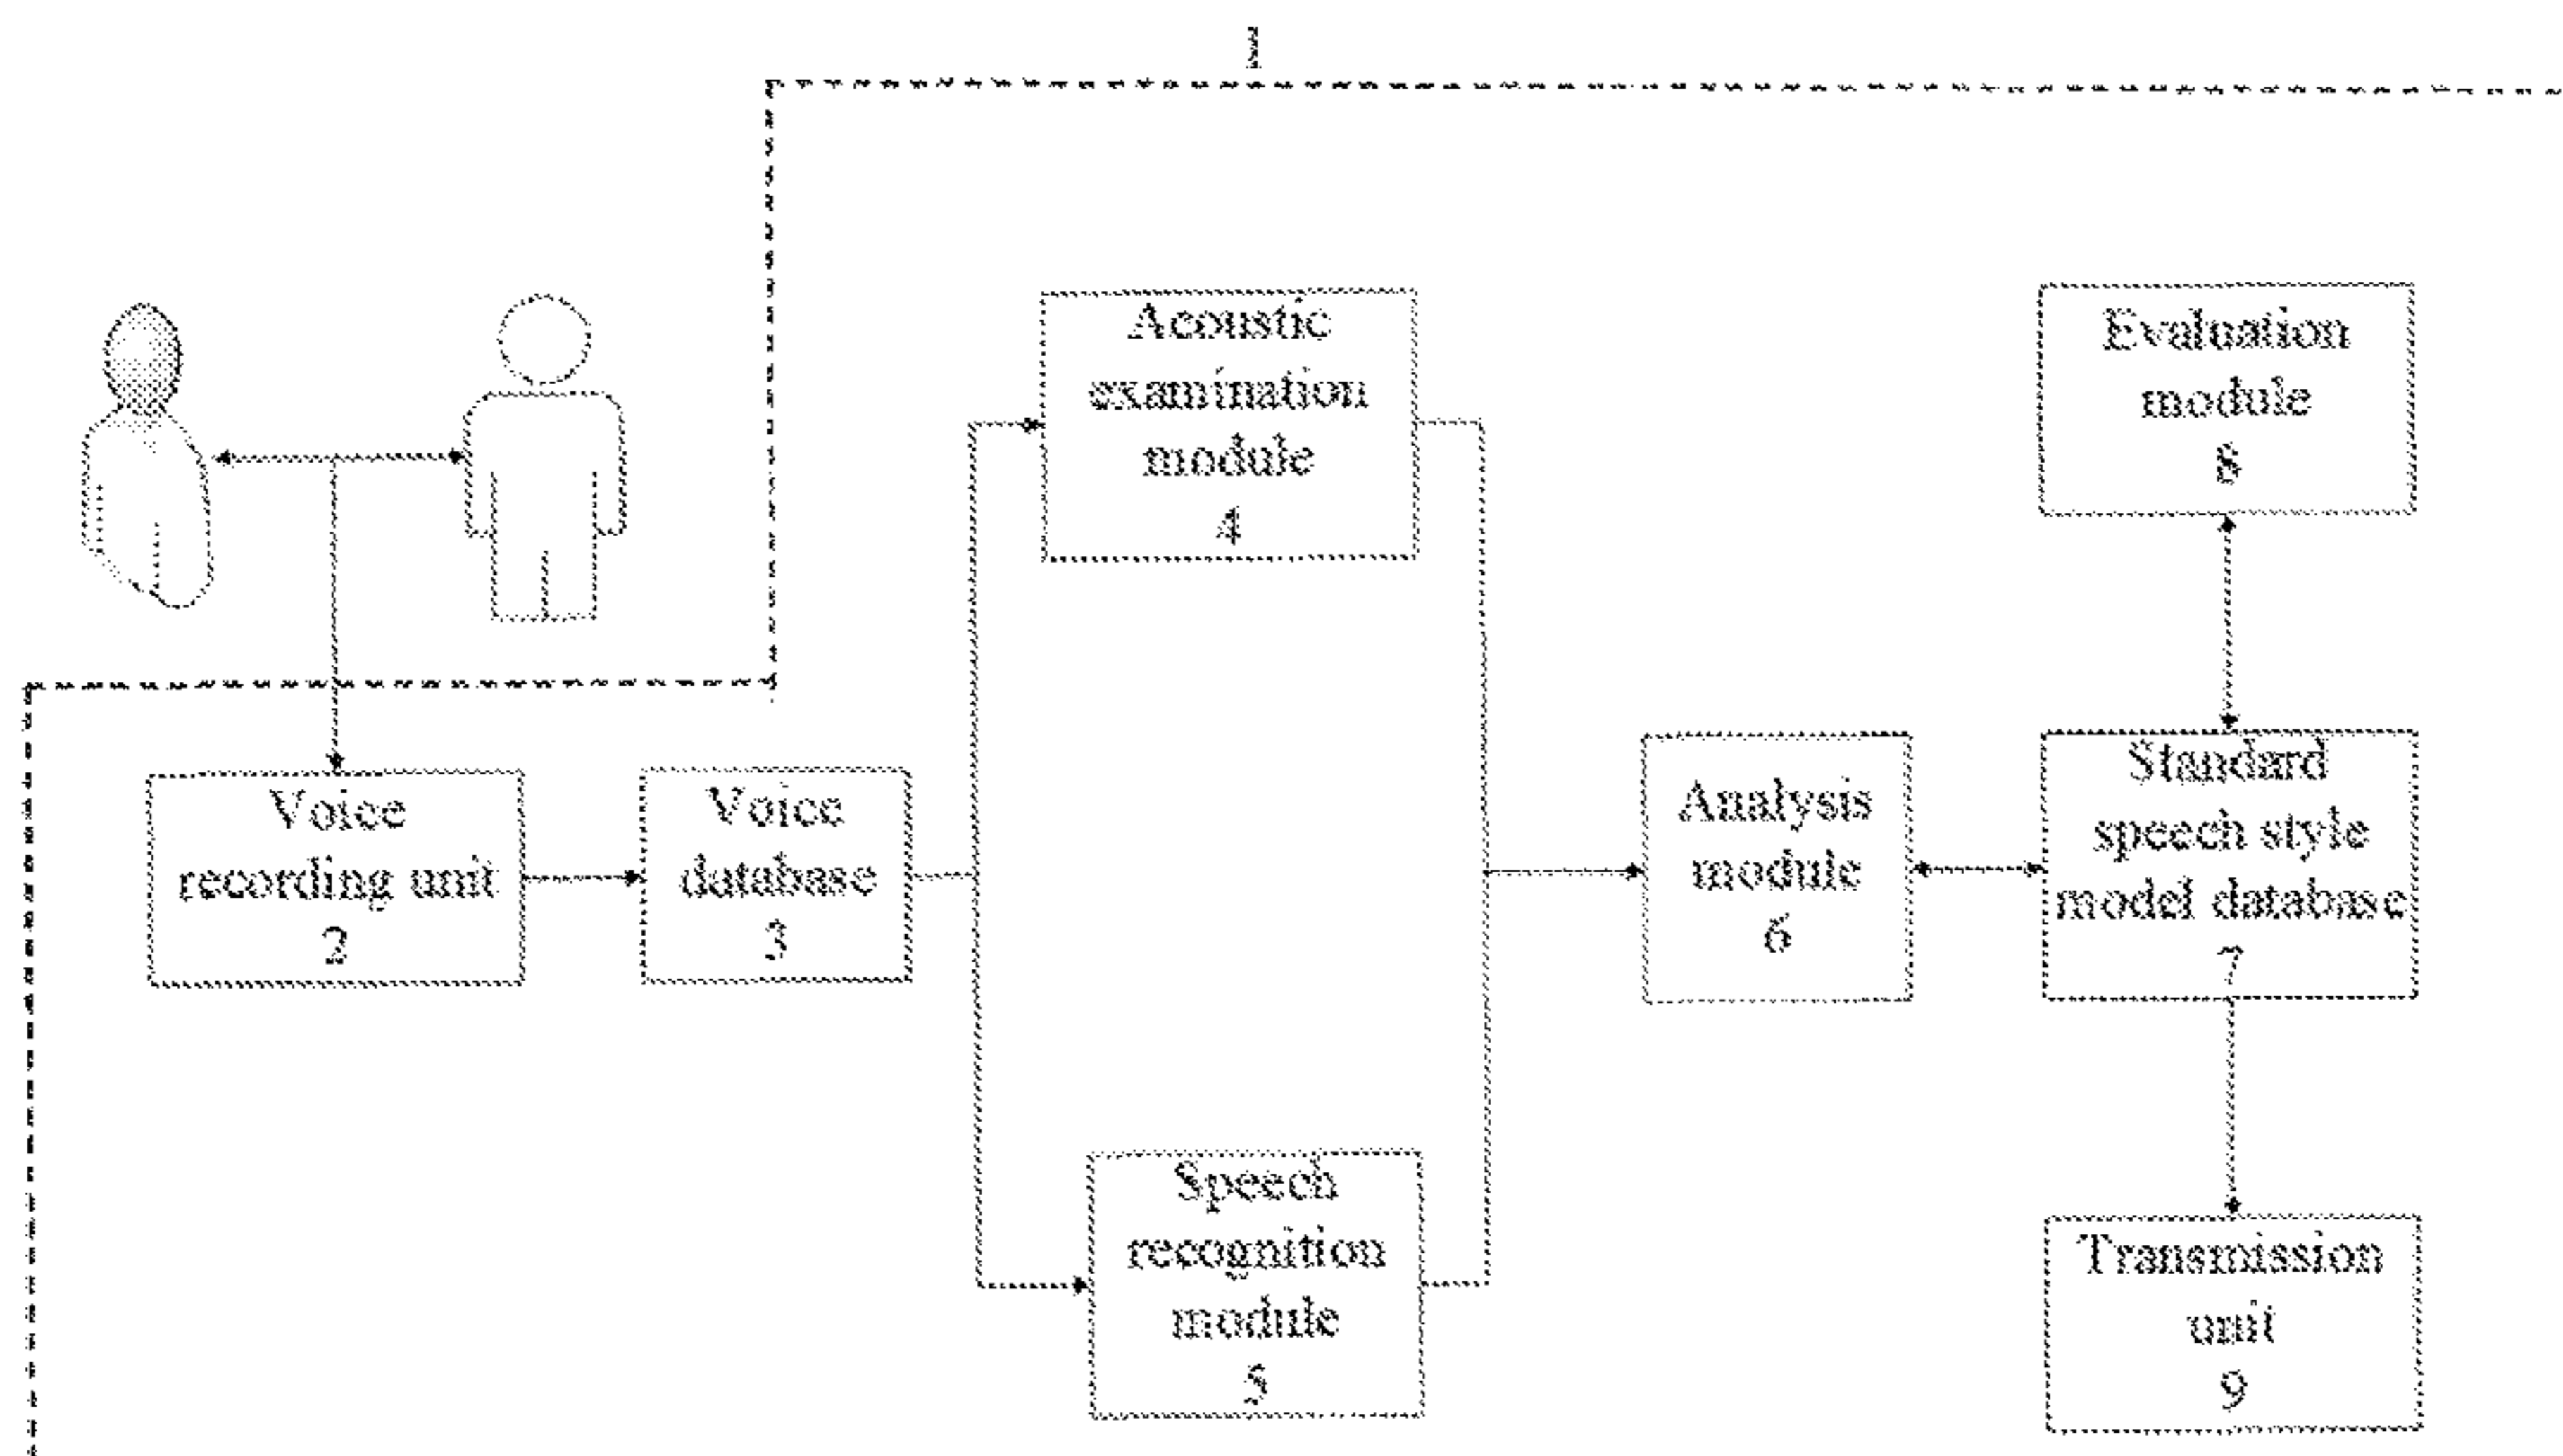 1
Acoustic
examination
module
4
Evaluation
module
8
Voice
recording unit
2
Voice
database
3
Analysis
module
6
Standard
speech style
model database
7
Speech
recognition
module
5
Transmission
unit
9